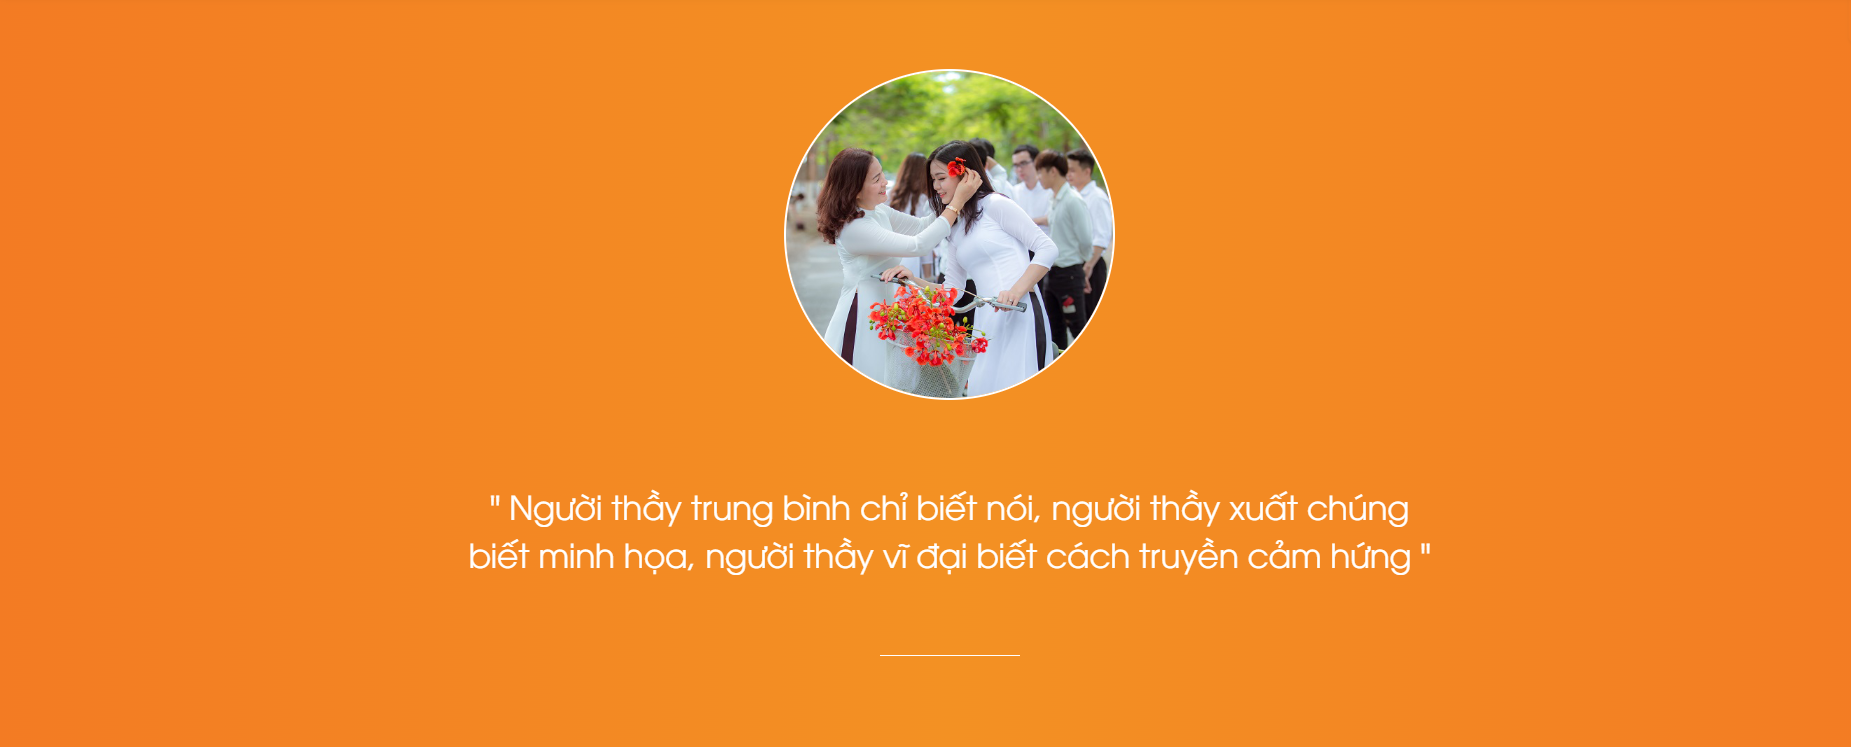 " Người thầy trung bình chỉ biết nói, người thầy xuất chúng
biết minh họa, người thầy vĩ đại biết cách truyền cảm hứng "